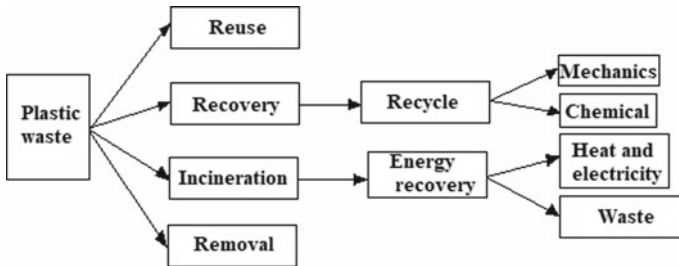 Plastic
waste
Reuse
Recovery
Incineration
Removal
Recycle
Energy
recovery
Mechanics
Chemical
Heat and
electricity
Waste